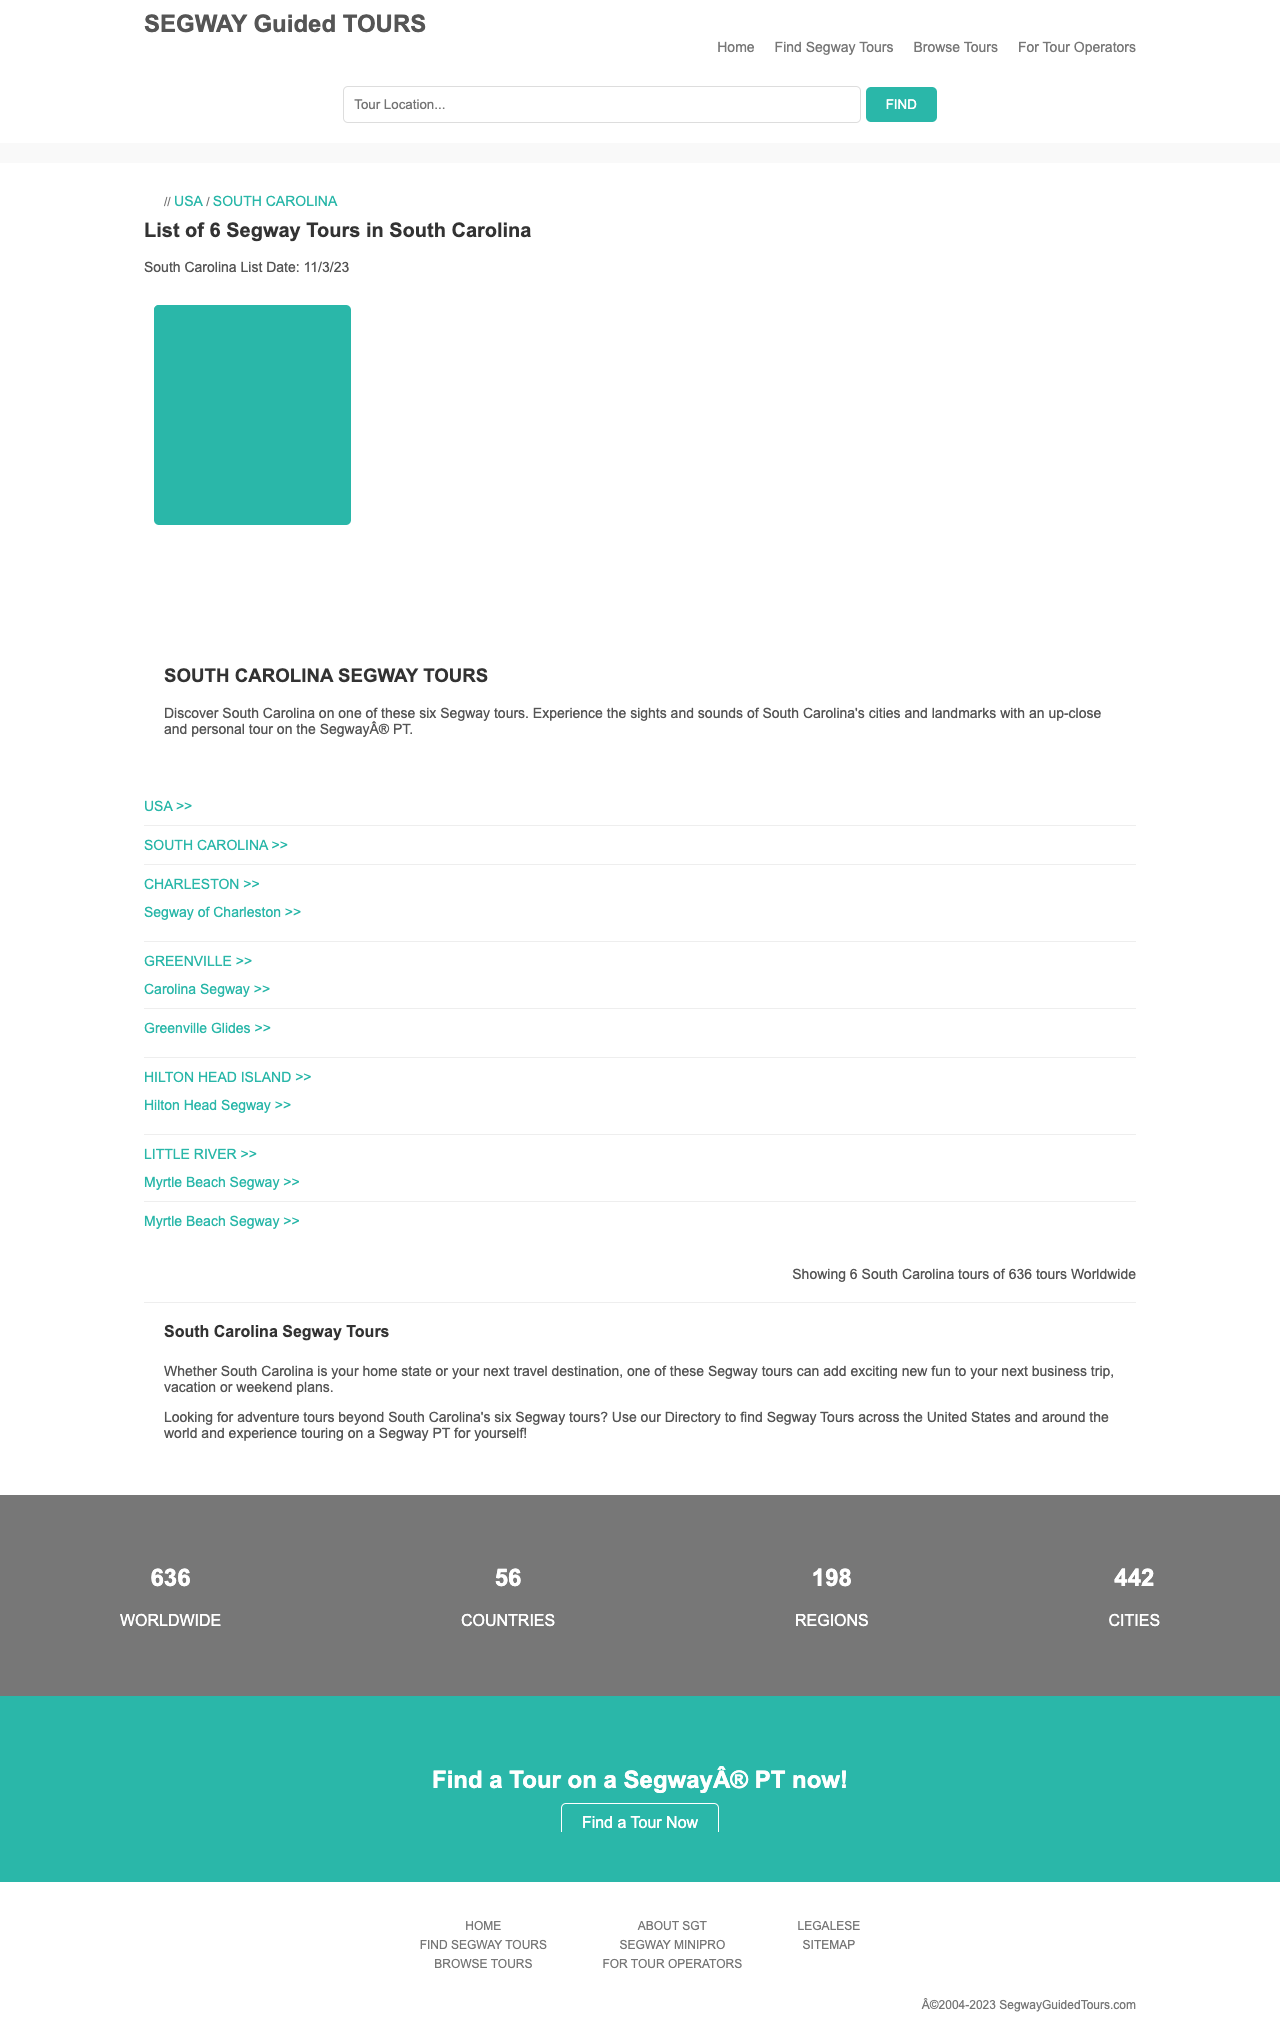 SEGWAY Guided TOURS
Home Find Segway Tours Browse Tours For Tour Operators
Tour Location... FIND
// USA / SOUTH CAROLINA
List of 6 Segway Tours in South Carolina
South Carolina List Date: 11/3/23
SOUTH CAROLINA SEGWAY TOURS
Discover South Carolina on one of these six Segway tours. Experience the sights and sounds of South Carolina's cities and landmarks with an up-close
and personal tour on the SegwayÂ® PT.
USA >>
SOUTH CAROLINA >>
CHARLESTON >>
Segway of Charleston >>
GREENVILLE >>
Carolina Segway >>
Greenville Glides >>
HILTON HEAD ISLAND >>
Hilton Head Segway >>
LITTLE RIVER >>
Myrtle Beach Segway >>
Myrtle Beach Segway >>
Showing 6 South Carolina tours of 636 tours Worldwide
South Carolina Segway Tours
Whether South Carolina is your home state or your next travel destination, one of these Segway tours can add exciting new fun to your next business trip,
vacation or weekend plans.
Looking for adventure tours beyond South Carolina's six Segway tours? Use our Directory to find Segway Tours across the United States and around the
world and experience touring on a Segway PT for yourself!
636 56 198 442
WORLDWIDE COUNTRIES REGIONS CITIES
Find a Tour on a SegwayÂ® PT now!
Find a Tour Now
HOME ABOUT SGT LEGALESE
FIND SEGWAY TOURS SEGWAY MINIPRO SITEMAP
BROWSE TOURS FOR TOUR OPERATORS
Â©2004-2023 SegwayGuidedTours.com